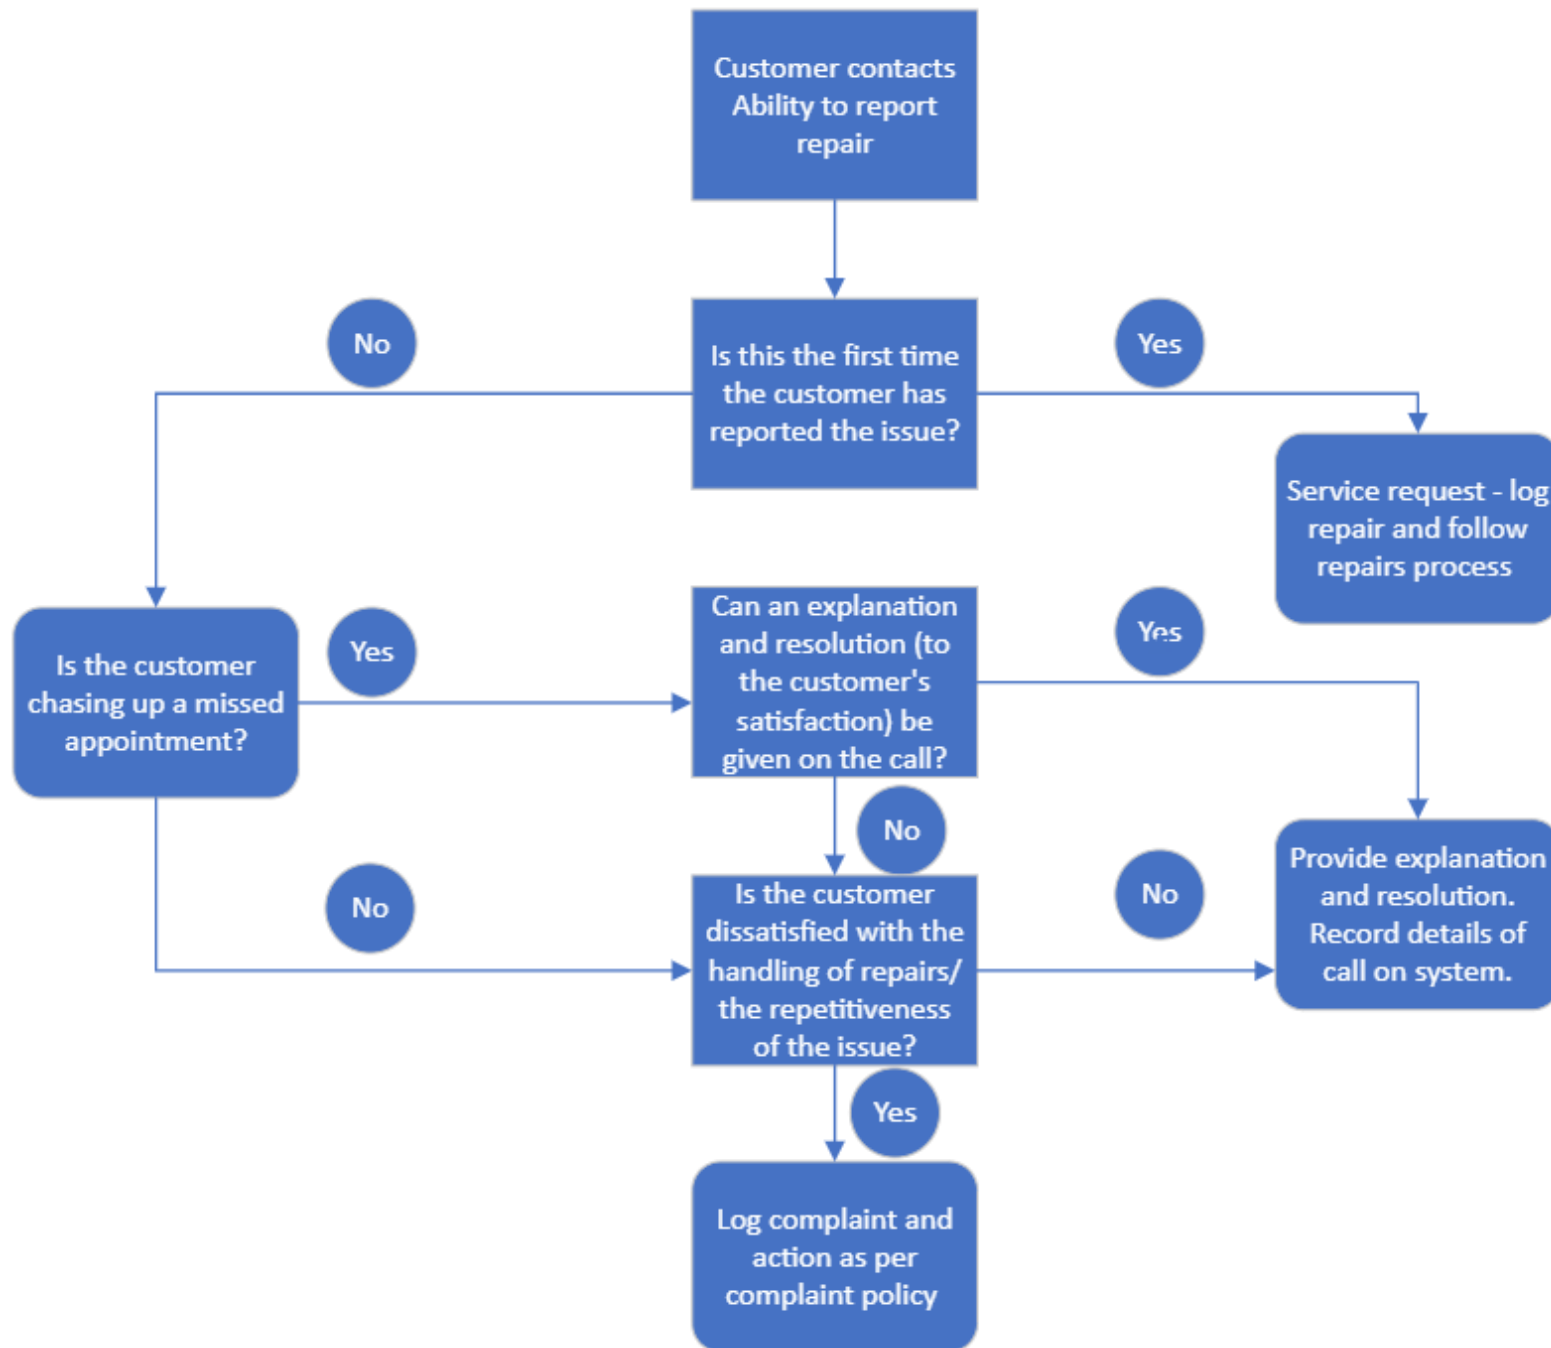 Customer contacts
Ability to report
repair
No
Yes
Is this the first time
the customer has
reported the issue?
Service request - log
repair and follow
repairs process
Is the customer
chasing up a missed
appointment?
Yes
Can an explanation
and resolution (to
the customer's
satisfaction) be
given on the call?
Yes
No
No
Is the customer
dissatisfied with the
handling of repairs/
the repetitiveness
of the issue?
No
Provide explanation
and resolution.
Record details of
call on system.
Yes
Log complaint and
action as per
complaint policy